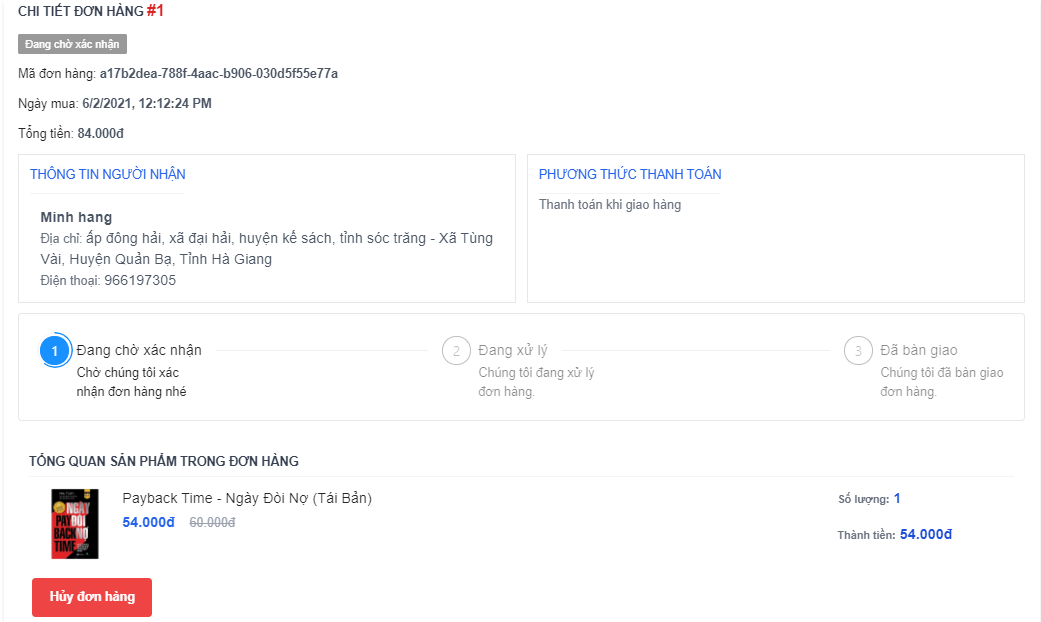 CHI TIẾT ĐƠN HÀNG #1
Đang chờ xác nhận
Mã đơn hàng: a17b2dea-788f-4aac-b906-030d5f55e77a
Ngày mua: 6/2/2021, 12:12:24 PM
Tổng tiền: 84.000đ
THÔNG TIN NGƯỜI NHẬN
Minh hang
Địa chỉ: ấp đông hải, xã đại hải, huyện kế sách, tỉnh sóc trăng - Xã Tùng
Vài, Huyện Quản Bạ, Tỉnh Hà Giang
Điện thoại: 966197305
PHƯƠNG THỨC THANH TOÁN
Thanh toán khi giao hàng
1 Đang chờ xác nhận
Chờ chúng tôi xác
nhận đơn hàng nhé
2 Đang xử lý
Chúng tôi đang xử lý
đơn hàng.
3 Đã bàn giao
Chúng tôi đã bàn giao
đơn hàng.
TỔNG QUAN SẢN PHẨM TRONG ĐƠN HÀNG
NGÀY
PAY ĐÒI
BACK NỢ
TIME
Payback Time - Ngày Đòi Nợ (Tái Bản)
54.000đ 60.000đ
Số lượng: 1
Thành tiền: 54.000đ
Hủy đơn hàng